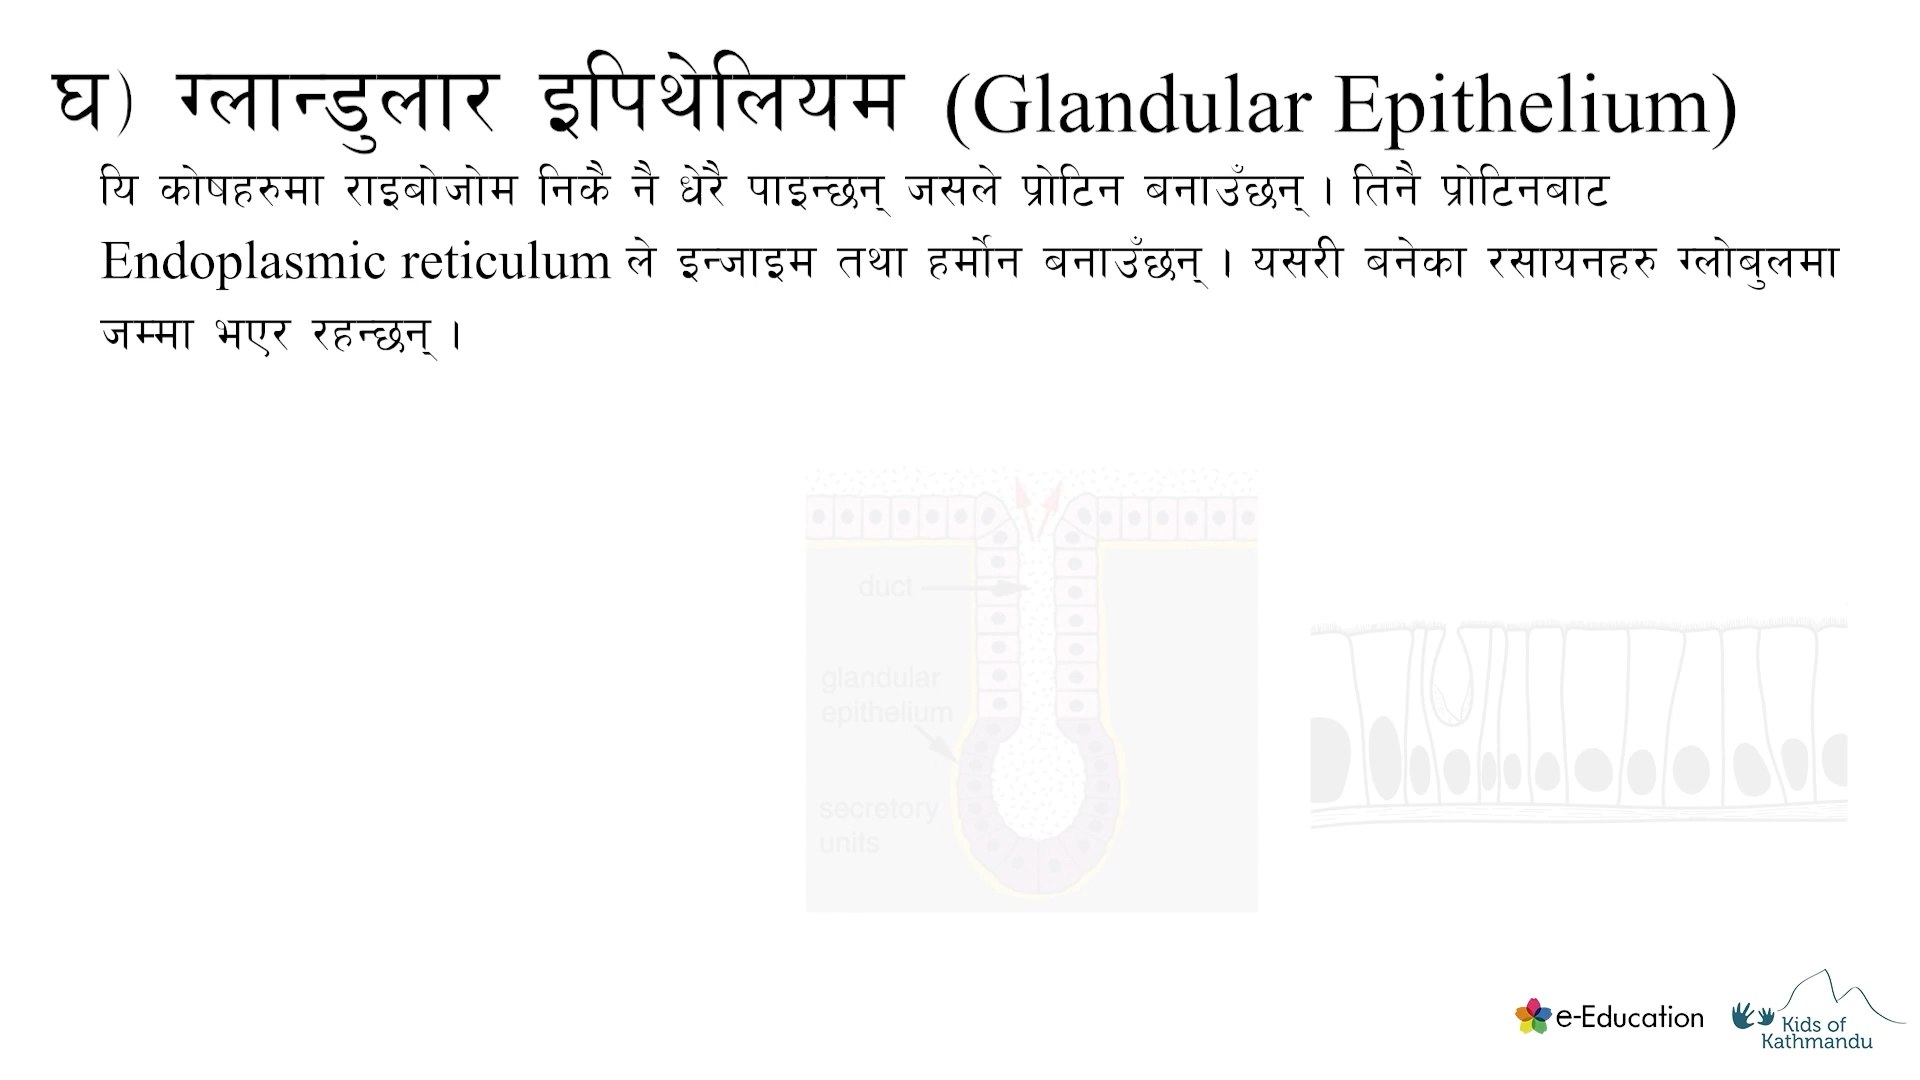 घ) ग्लान्डुलार इपिथेलियम (Glandular Epithelium)
यि कोषहरुमा राइबोजोम निकै नै धेरै पाइन्छन् जसले प्रोटिन बनाउँछन् । तिनै प्रोटिनबाट
Endoplasmic reticulum ले इन्जाइम तथा हर्मोन बनाउँछन् । यसरी बनेका रसायनहरु ग्लोबुलमा
जम्मा भएर रहन्छन् ।
duct
glandular
epithelium
secretory
units
e-Education
Kids of
Kathmandu